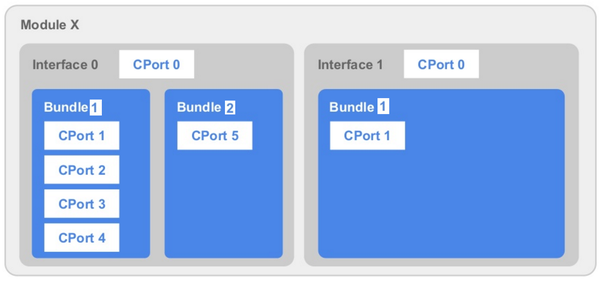 Module X
Interface 0
CPort 0
Bundle 1
CPort 1
CPort 2
CPort 3
CPort 4
Bundle 2
CPort 5
Interface 1
CPort 0
Bundle 1
CPort 1